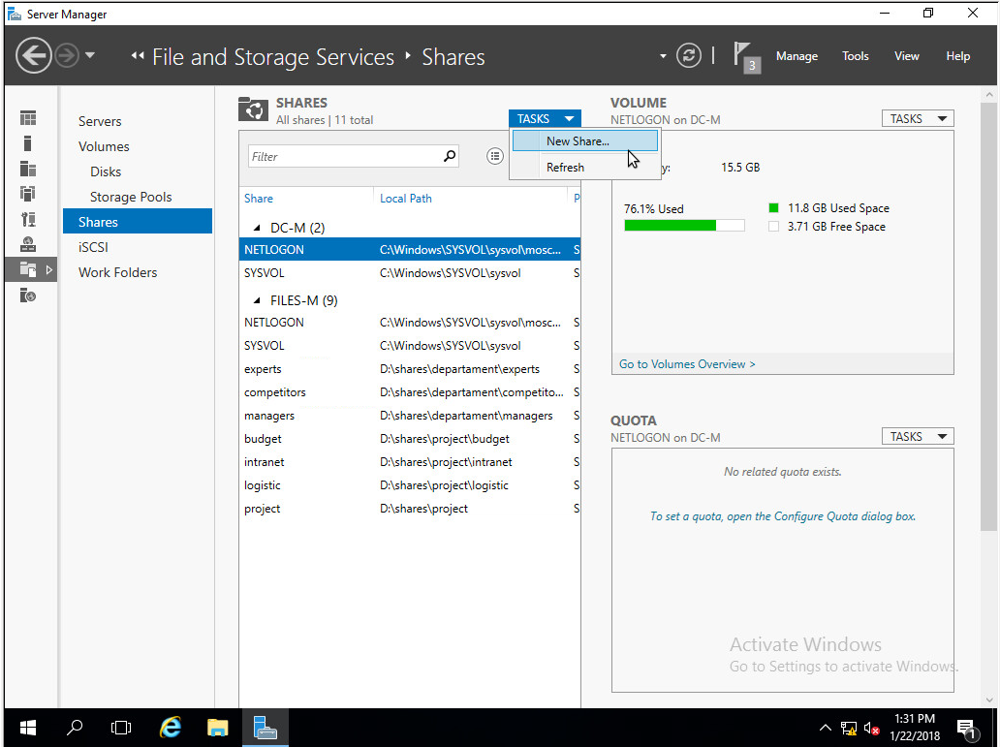 Server Manager
File and Storage Services Shares
3
Manage
Tools
View
Help
Servers
Volumes
Disks
Storage Pools
Shares
iSCSI
Work Folders
SHARES
All shares | 11 total
TASKS
New Share...
Refresh
Filter
Share
Local Path
P
DC-M (2)
NETLOGON C:\Windows\SYSVOL\sysvol\mosc... S
SYSVOL C:\Windows\SYSVOL\sysvol S
FILES-M (9)
NETLOGON C:\Windows\SYSVOL\sysvol\mosc... S
SYSVOL C:\Windows\SYSVOL\sysvol S
experts D:\shares\departament\experts S
competitors D:\shares\departament\competito... S
managers D:\shares\departament\managers S
budget D:\shares\project\budget S
intranet D:\shares\project\intranet S
logistic D:\shares\project\logistic S
project D:\shares\project S
VOLUME
NETLOGON on DC-M
TASKS
y: 15.5 GB
76.1% Used
11.8 GB Used Space
3.71 GB Free Space
Go to Volumes Overview >
QUOTA
NETLOGON on DC-M
TASKS
No related quota exists.
To set a quota, open the Configure Quota dialog box.
Activate Windows
Go to Settings to activate Windows.
1:31 PM
1/22/2018
1